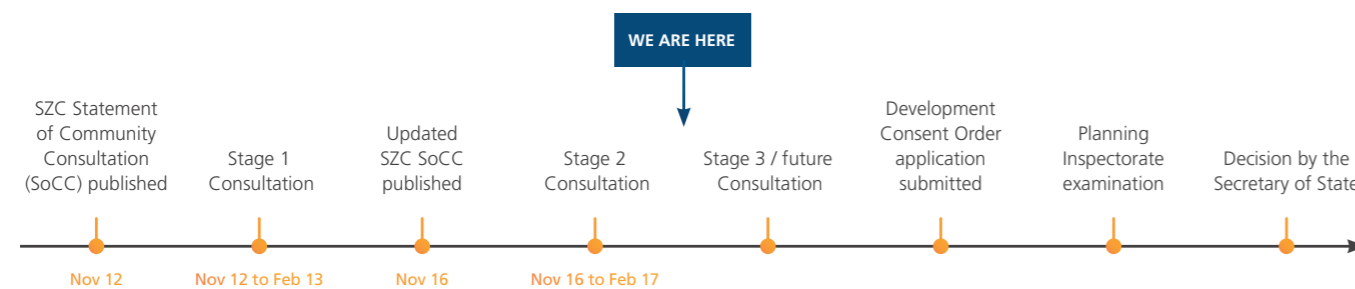 WE ARE HERE
SZC Statement
of Community
Consultation
(SoCC) published
Stage 1
Consultation
Updated
SZC SoCC
published
Stage 2
Consultation
Stage 3 / future
Consultation
Development
Consent Order
application
submitted
Planning
Inspectorate
examination
Decision by the
Secretary of State
Nov 12
Nov 12 to Feb 13
Nov 16
Nov 16 to Feb 17